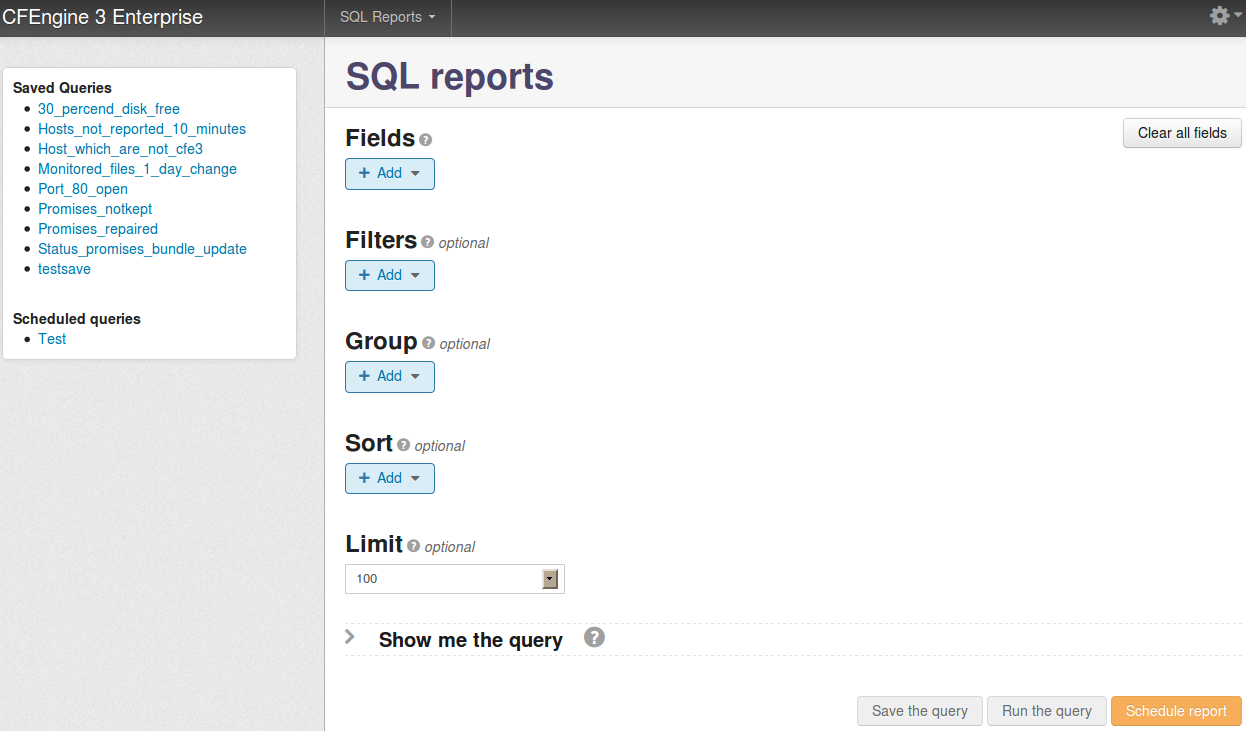 CFEngine 3 Enterprise
SQL Reports
Saved Queries
30_percend_disk_free
Hosts_not_reported_10_minutes
Host_which_are_not_cfe3
Monitored_files_1_day_change
Port_80_open
Promises_notkept
Promises_repaired
Status_promises_bundle_update
testsave
Scheduled queries
Test
SQL reports
Fields ?
Clear all fields
+ Add
Filters ? optional
+ Add
Group ? optional
+ Add
Sort ? optional
+ Add
Limit ? optional
100
Show me the query ?
Save the query
Run the query
Schedule report